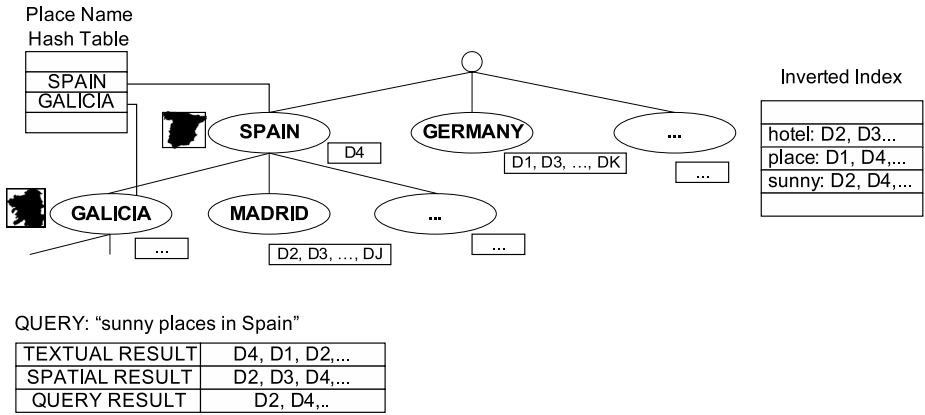 Place Name
Hash Table
SPAIN
GALICIA
SPAIN
D4
GERMANY
D1, D3, ..., DK
...
...
GALICIA
...
MADRID
D2, D3, ..., DJ
...
...
Inverted Index
hotel: D2, D3...
place: D1, D4,...
sunny: D2, D4,...
QUERY: “sunny places in Spain”
TEXTUAL RESULT D4, D1, D2,...
SPATIAL RESULT D2, D3, D4,...
QUERY RESULT D2, D4,..